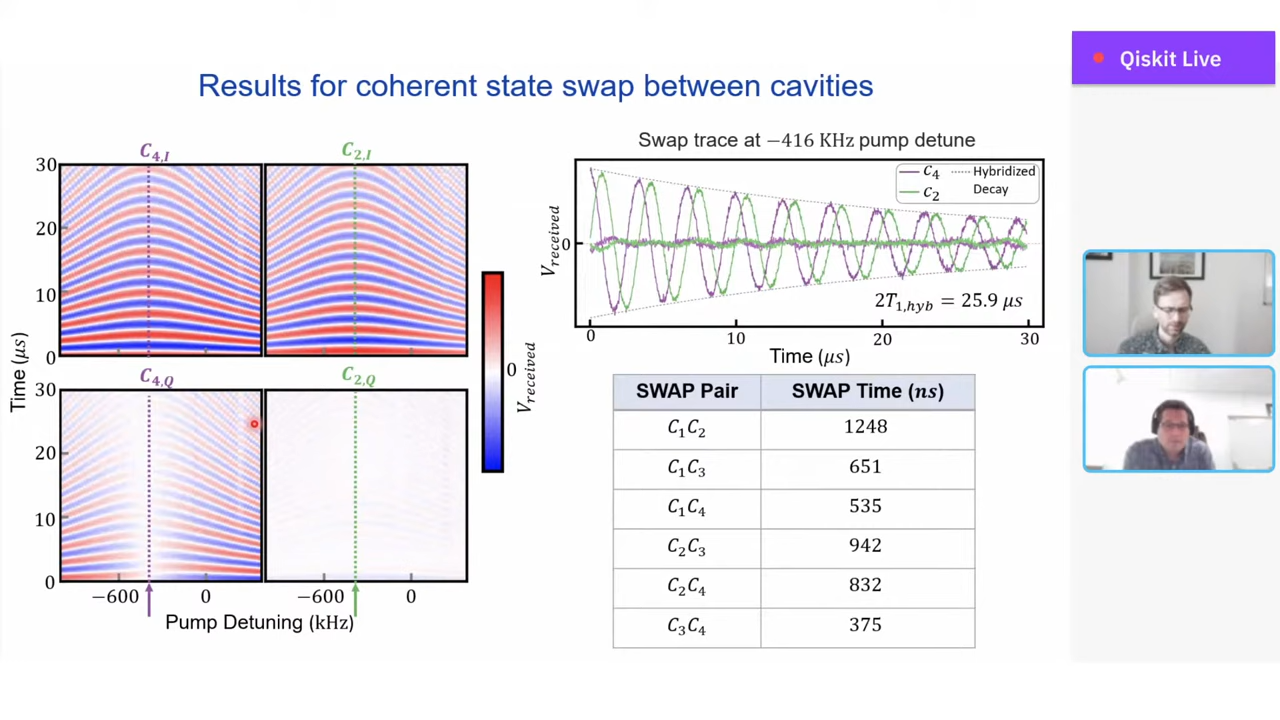 Qiskit Live
Results for coherent state swap between cavities
C₄,I
C₂,I
30
20
10
0
C₄,Q
C₂,Q
30
20
10
0
−600
0
−600
0
Time (μs)
Pump Detuning (kHz)
0
V_received
Swap trace at −416 KHz pump detune
c₄
c₂
Hybridized
Decay
V_received
0
2T₁,hyb = 25.9 μs
0
10
20
30
Time (μs)
SWAP Pair SWAP Time (ns)
C₁C₂ 1248
C₁C₃ 651
C₁C₄ 535
C₂C₃ 942
C₂C₄ 832
C₃C₄ 375